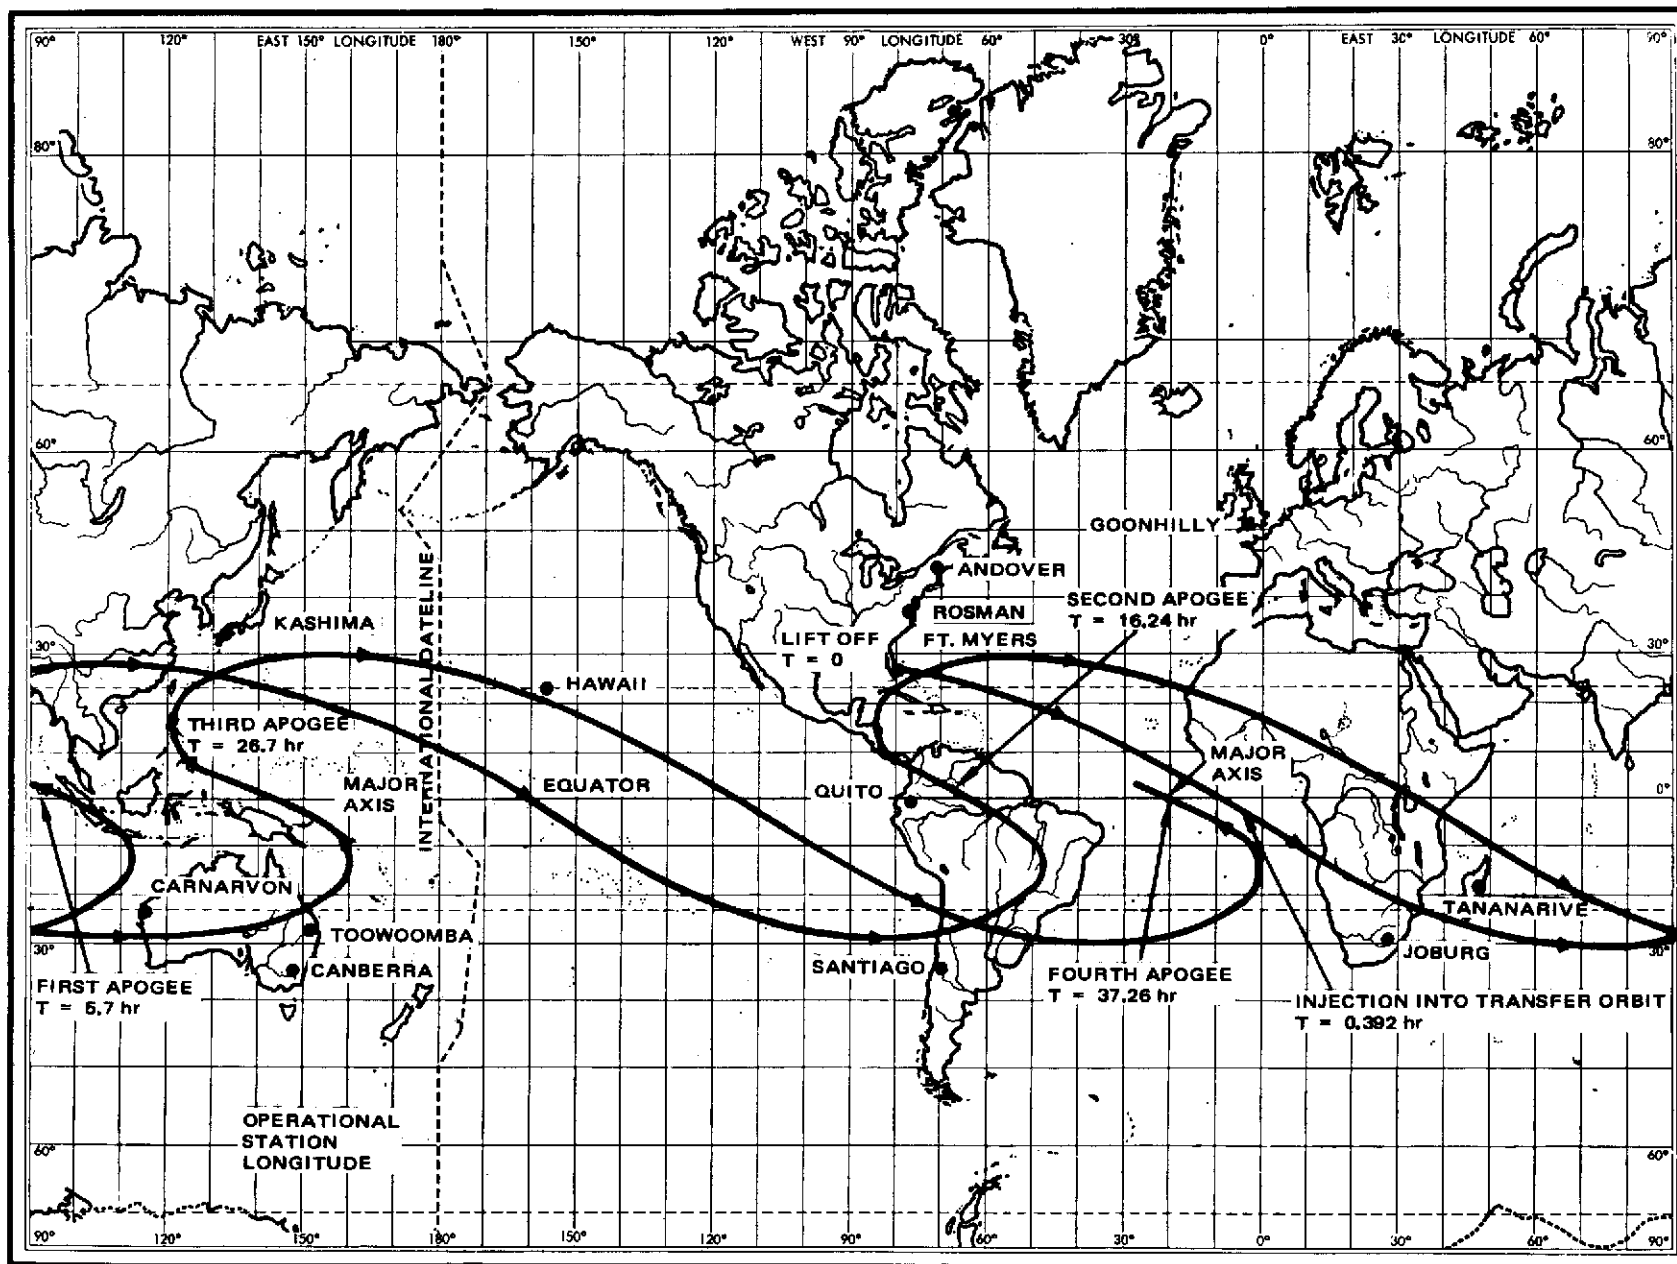 90° 120° EAST 150° LONGITUDE 180° 150° 120° WEST 90° LONGITUDE 60° 30° 0° EAST 30° LONGITUDE 60° 90°
80° 80°
60° 60°
GOONHILLY
INTERNATIONAL DATELINE
ANDOVER
SECOND APOGEE
T = 16.24 hr
ROSMAN
KASHIMA
LIFT OFF
T = 0
FT. MYERS
30° 30°
HAWAII
THIRD APOGEE
T = 26.7 hr
MAJOR
AXIS
MAJOR
AXIS
EQUATOR
QUITO
0°
CARNARVON
TANANARIVE
TOOWOOMBA
30° 30°
JOBURG
CANBERRA
SANTIAGO
FIRST APOGEE
T = 5.7 hr
FOURTH APOGEE
T = 37.26 hr
INJECTION INTO TRANSFER ORBIT
T = 0.392 hr
OPERATIONAL
STATION
LONGITUDE
60° 60°
90° 120° 150° 180° 150° 120° 90° 60° 30° 0° 30° 60° 90°